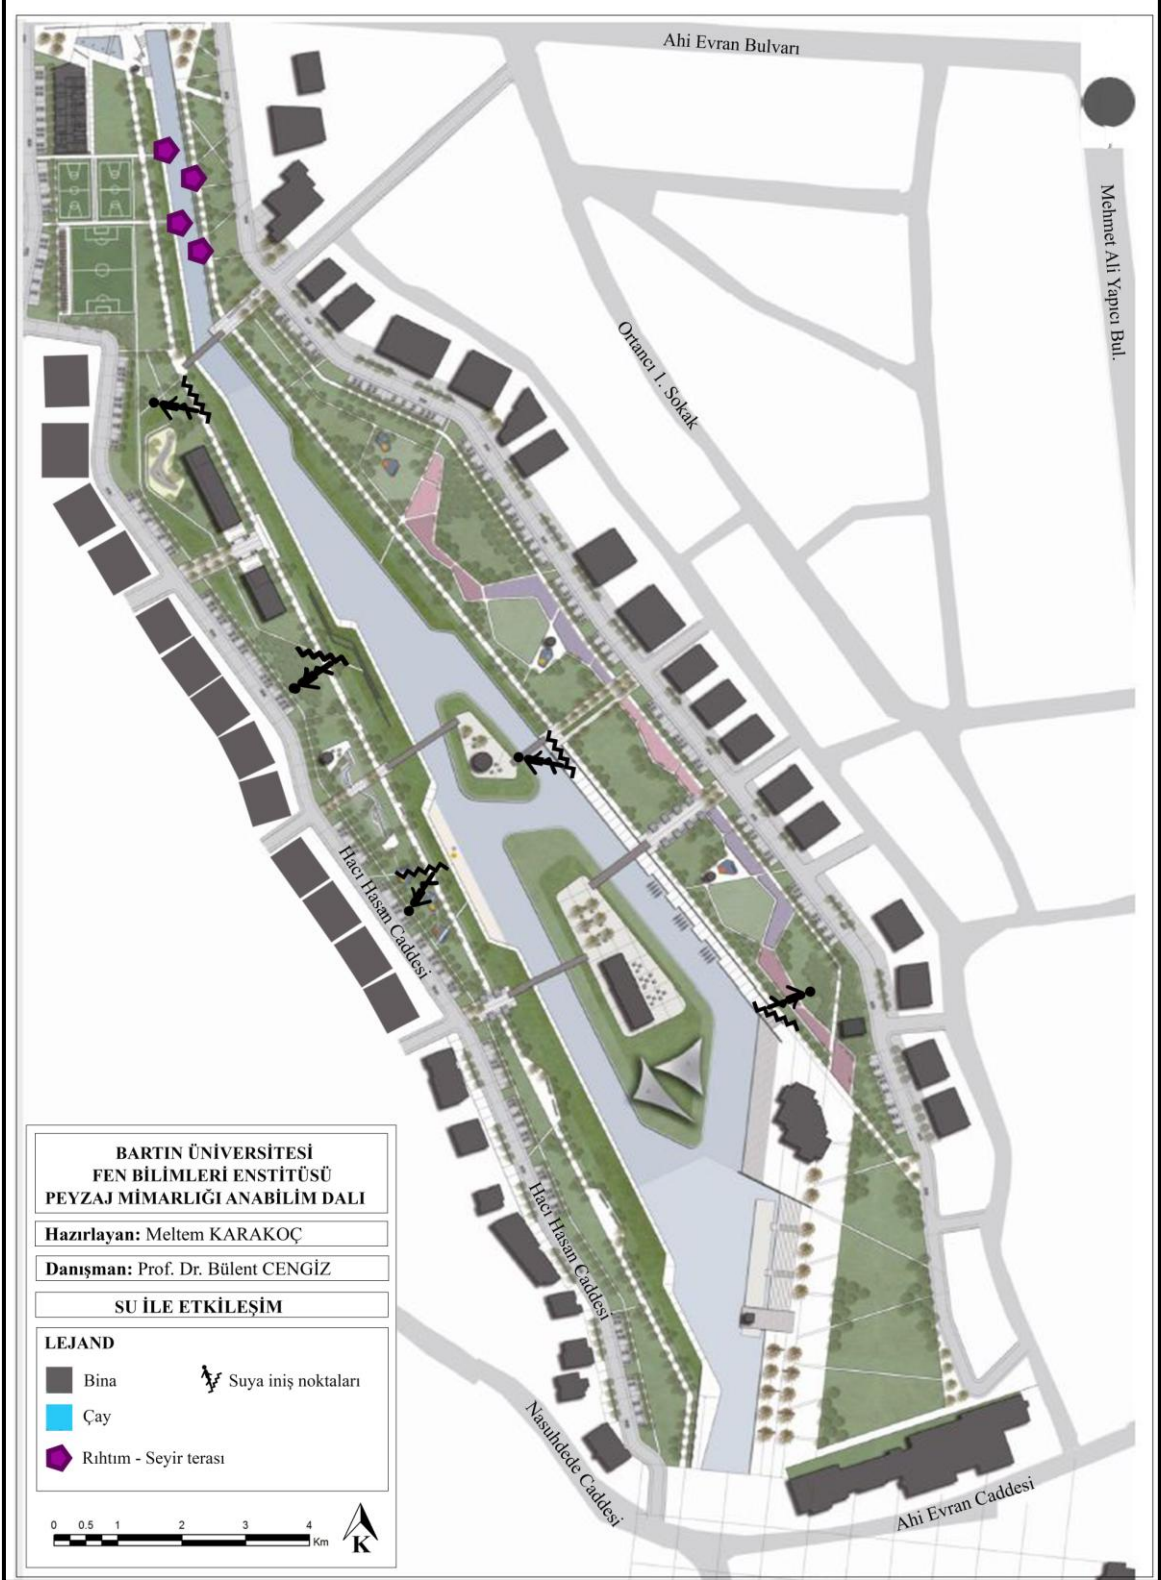 Ahi Evran Bulvarı
Mehmet Ali Yapıcı Bul.
Ortancı 1. Sokak
Hacı Hasan Caddesi
Hacı Hasan Caddesi
Nasuhdede Caddesi
Ahi Evran Caddesi
BARTIN ÜNİVERSİTESİ
FEN BİLİMLERİ ENSTİTÜSÜ
PEYZAJ MİMARLIĞI ANABİLİM DALI
Hazırlayan: Meltem KARAKOÇ
Danışman: Prof. Dr. Bülent CENGİZ
SU İLE ETKİLEŞİM
LEJAND
Bina
Suya iniş noktaları
Çay
Rıhtım - Seyir terası
0 0.5 1 2 3 4
Km
K